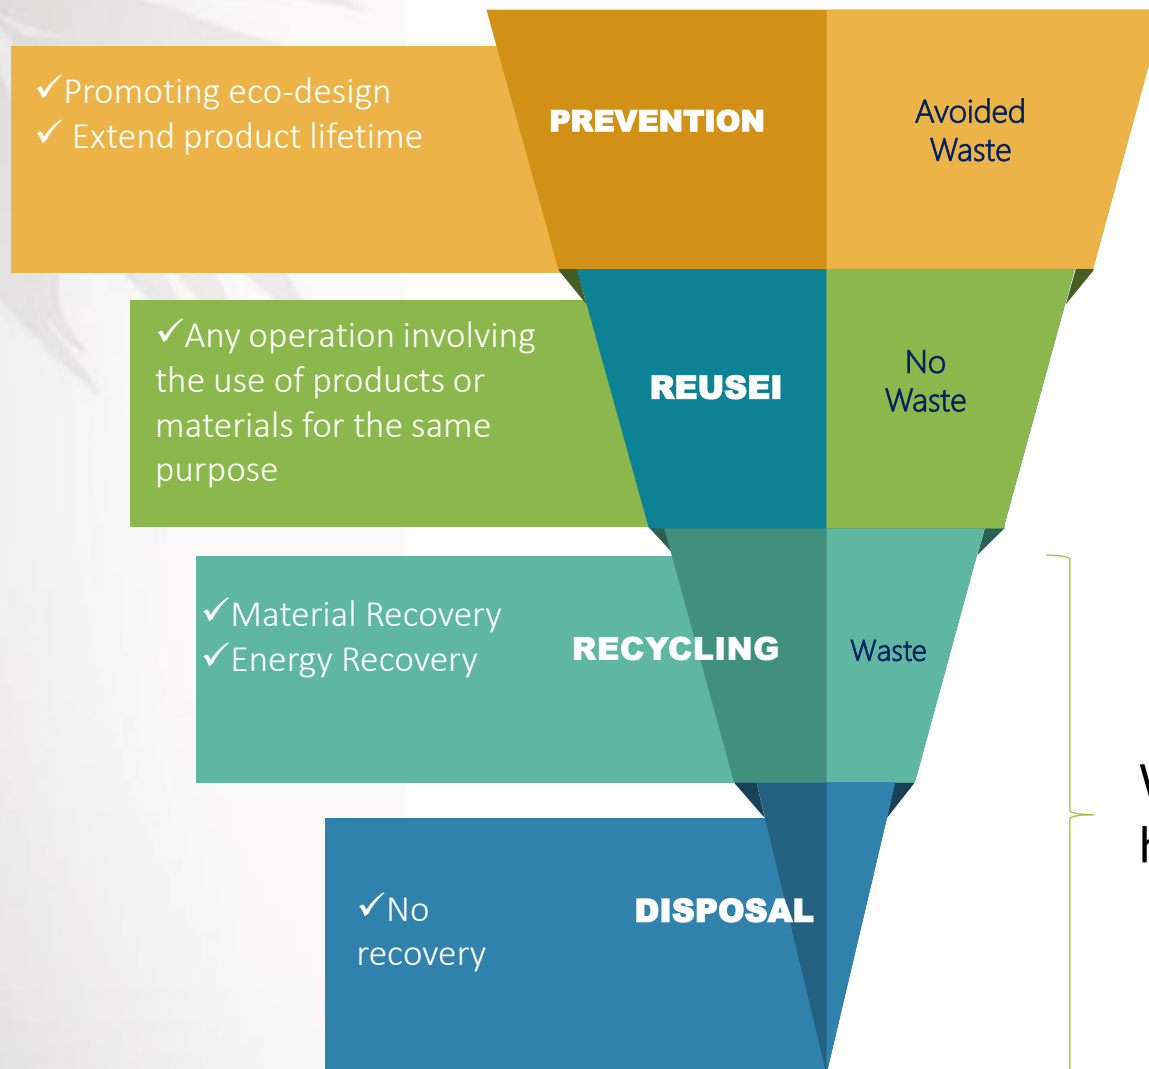 ✓Promoting eco-design
✓ Extend product lifetime
PREVENTION
Avoided
Waste
✓Any operation involving
the use of products or
materials for the same
purpose
REUSEI
No
Waste
✓Material Recovery
✓Energy Recovery
RECYCLING
Waste
✓No
recovery
DISPOSAL